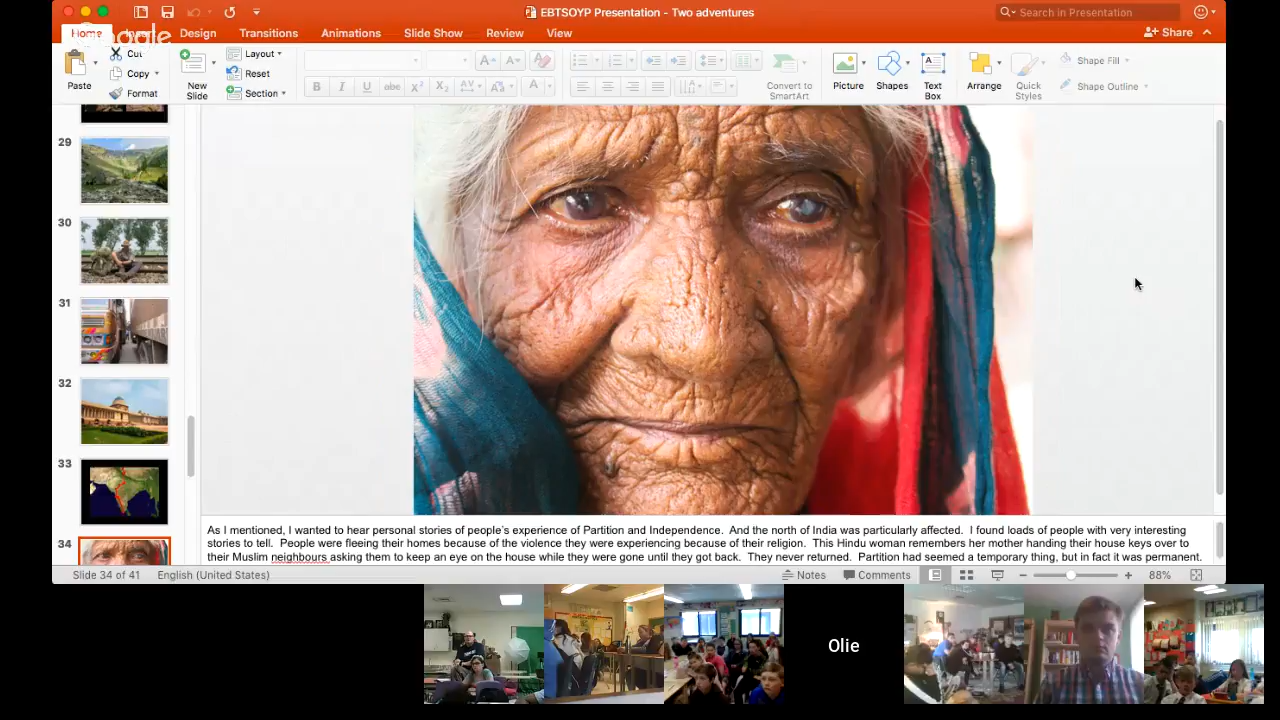 EBTSOYP Presentation - Two adventures
Search in Presentation
Google
Home Insert Design Transitions Animations Slide Show Review View
Share
Paste
Cut
Copy
Format
New Slide
Layout
Reset
Section
B I U abc X² X₂ AV Aa A
Convert to SmartArt
Picture
Shapes
Text Box
Arrange
Quick Styles
Shape Fill
Shape Outline
29
30
31
32
33
34
As I mentioned, I wanted to hear personal stories of people's experience of Partition and Independence. And the north of India was particularly affected. I found loads of people with very interesting
stories to tell. People were fleeing their homes because of the violence they were experiencing because of their religion. This Hindu woman remembers her mother handing their house keys over to
their Muslim neighbours asking them to keep an eye on the house while they were gone until they got back. They never returned. Partition had seemed a temporary thing, but in fact it was permanent.
Slide 34 of 41 English (United States) Notes Comments 88%
Olie